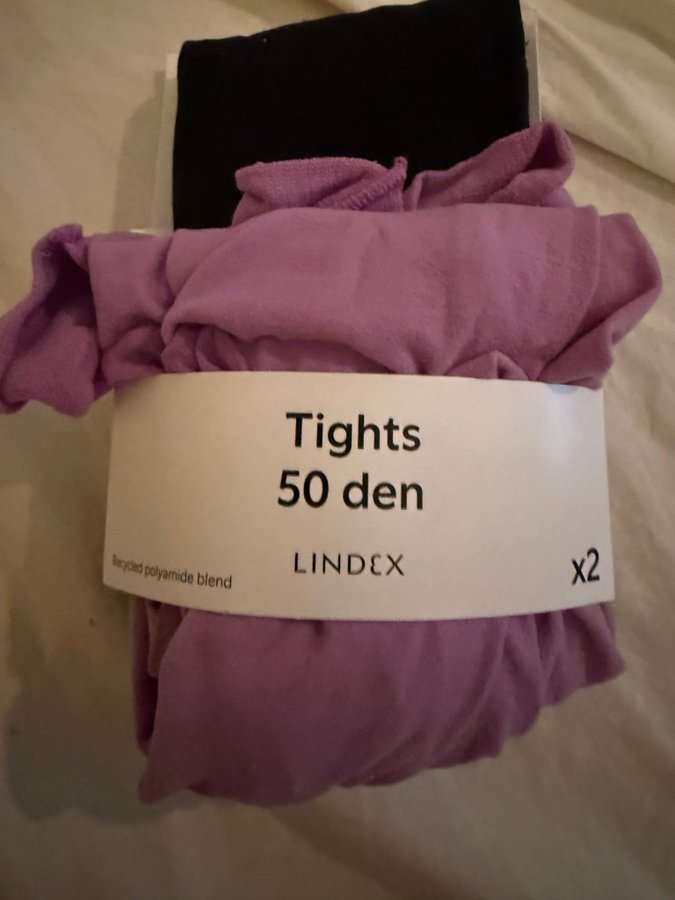 Tights
50 den
LINDEX
Recycled polyamide blend
x2